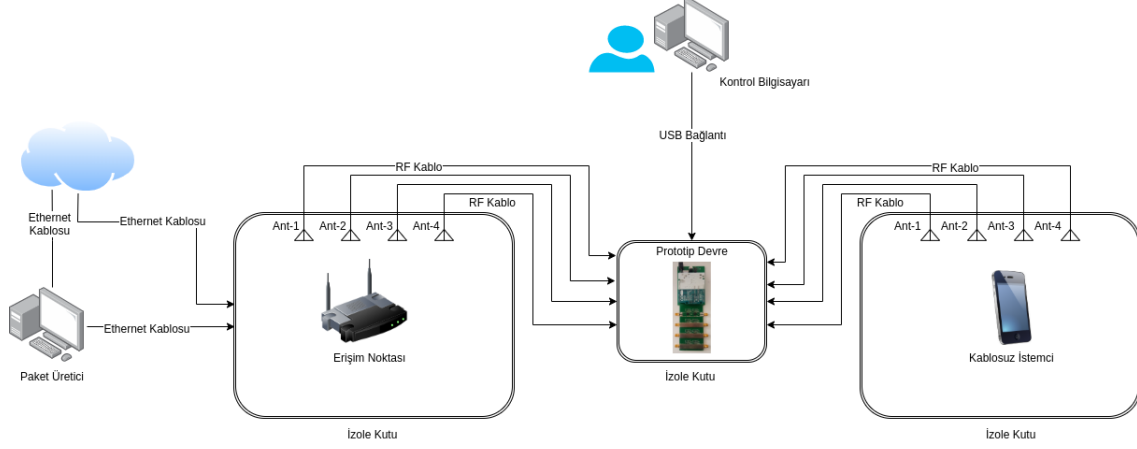 Kontrol Bilgisayarı
USB Bağlantı
RF Kablo
RF Kablo
RF Kablo
RF Kablo
Ethernet
Kablosu
Ethernet Kablosu
Ant-1
Ant-2
Ant-3
Ant-4
Ant-1
Ant-2
Ant-3
Ant-4
Prototip Devre
Ethernet Kablosu
Erişim Noktası
Kablosuz İstemci
Paket Üretici
İzole Kutu
İzole Kutu
İzole Kutu